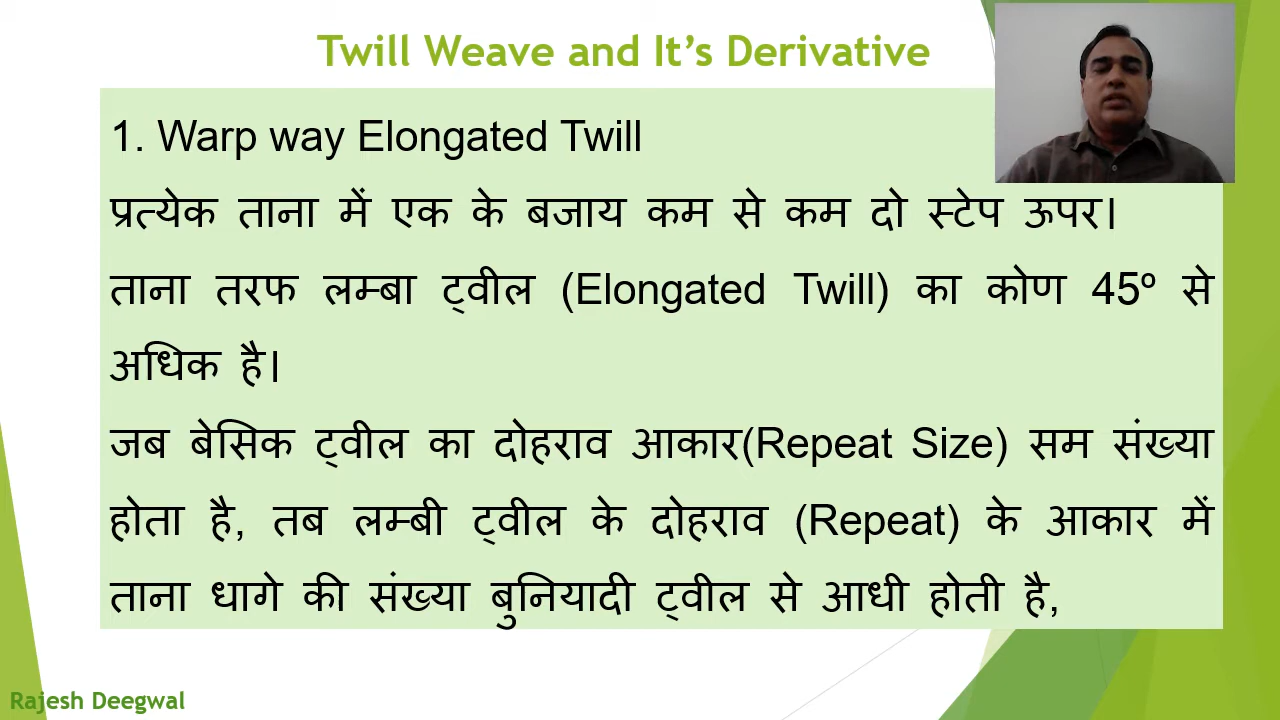 Twill Weave and It's Derivative
1. Warp way Elongated Twill
प्रत्येक ताना में एक के बजाय कम से कम दो स्टेप ऊपर।
ताना तरफ लम्बा ट्वील (Elongated Twill) का कोण 45º से
अधिक है।
जब बेसिक ट्वील का दोहराव आकार(Repeat Size) सम संख्या
होता है, तब लम्बी ट्वील के दोहराव (Repeat) के आकार में
ताना धागे की संख्या बुनियादी ट्वील से आधी होती है,
Rajesh Deegwal